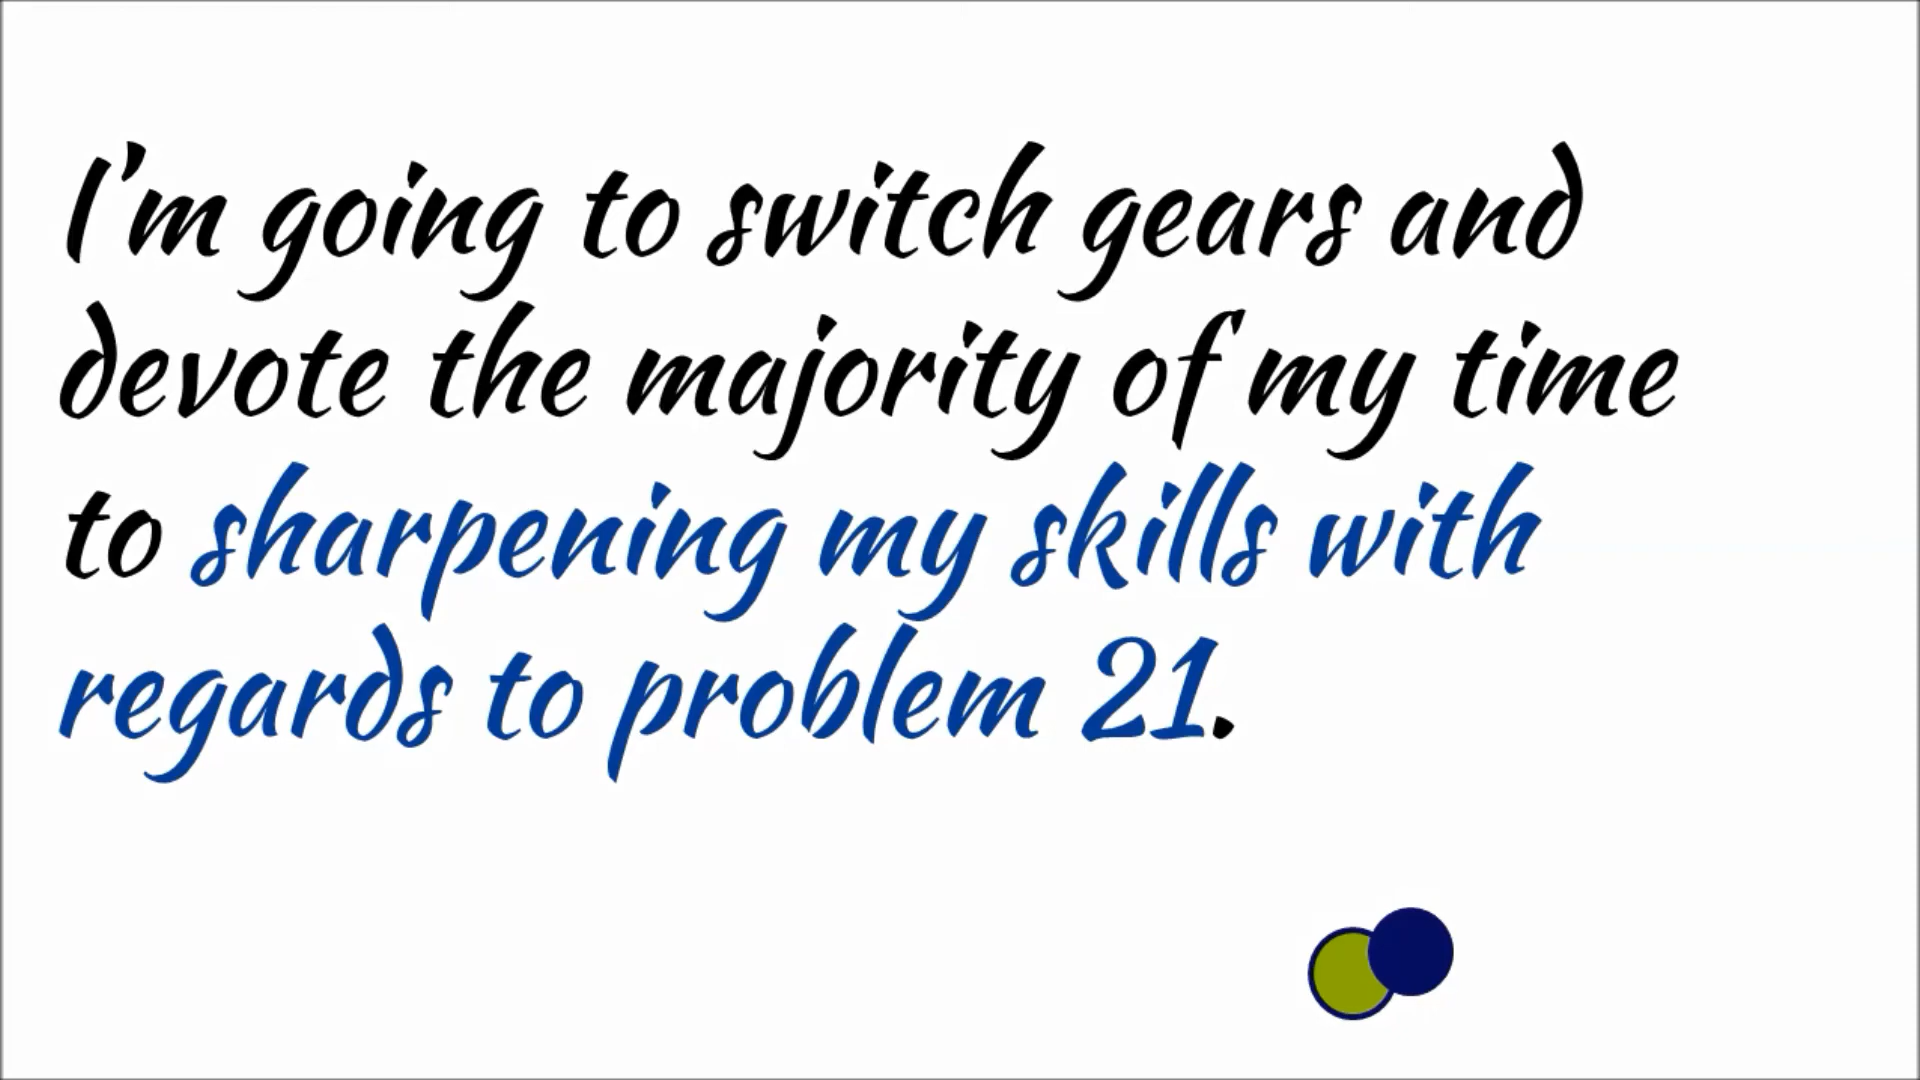 I'm going to switch gears and
devote the majority of my time
to sharpening my skills with
regards to problem 21.